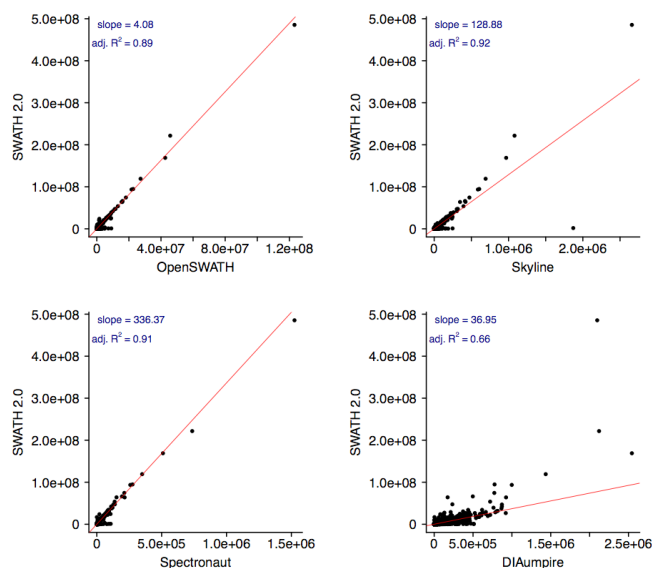 slope = 4.08
adj. R² = 0.89
5.0e+08
4.0e+08
3.0e+08
2.0e+08
1.0e+08
0
SWATH 2.0
0 4.0e+07 8.0e+07 1.2e+08
OpenSWATH
slope = 128.88
adj. R² = 0.92
5.0e+08
4.0e+08
3.0e+08
2.0e+08
1.0e+08
0
SWATH 2.0
0 1.0e+06 2.0e+06
Skyline
slope = 336.37
adj. R² = 0.91
5.0e+08
4.0e+08
3.0e+08
2.0e+08
1.0e+08
0
SWATH 2.0
0 5.0e+05 1.0e+06 1.5e+06
Spectronaut
slope = 36.95
adj. R² = 0.66
5.0e+08
4.0e+08
3.0e+08
2.0e+08
1.0e+08
0
SWATH 2.0
0 5.0e+05 1.5e+06 2.5e+06
DIAumpire